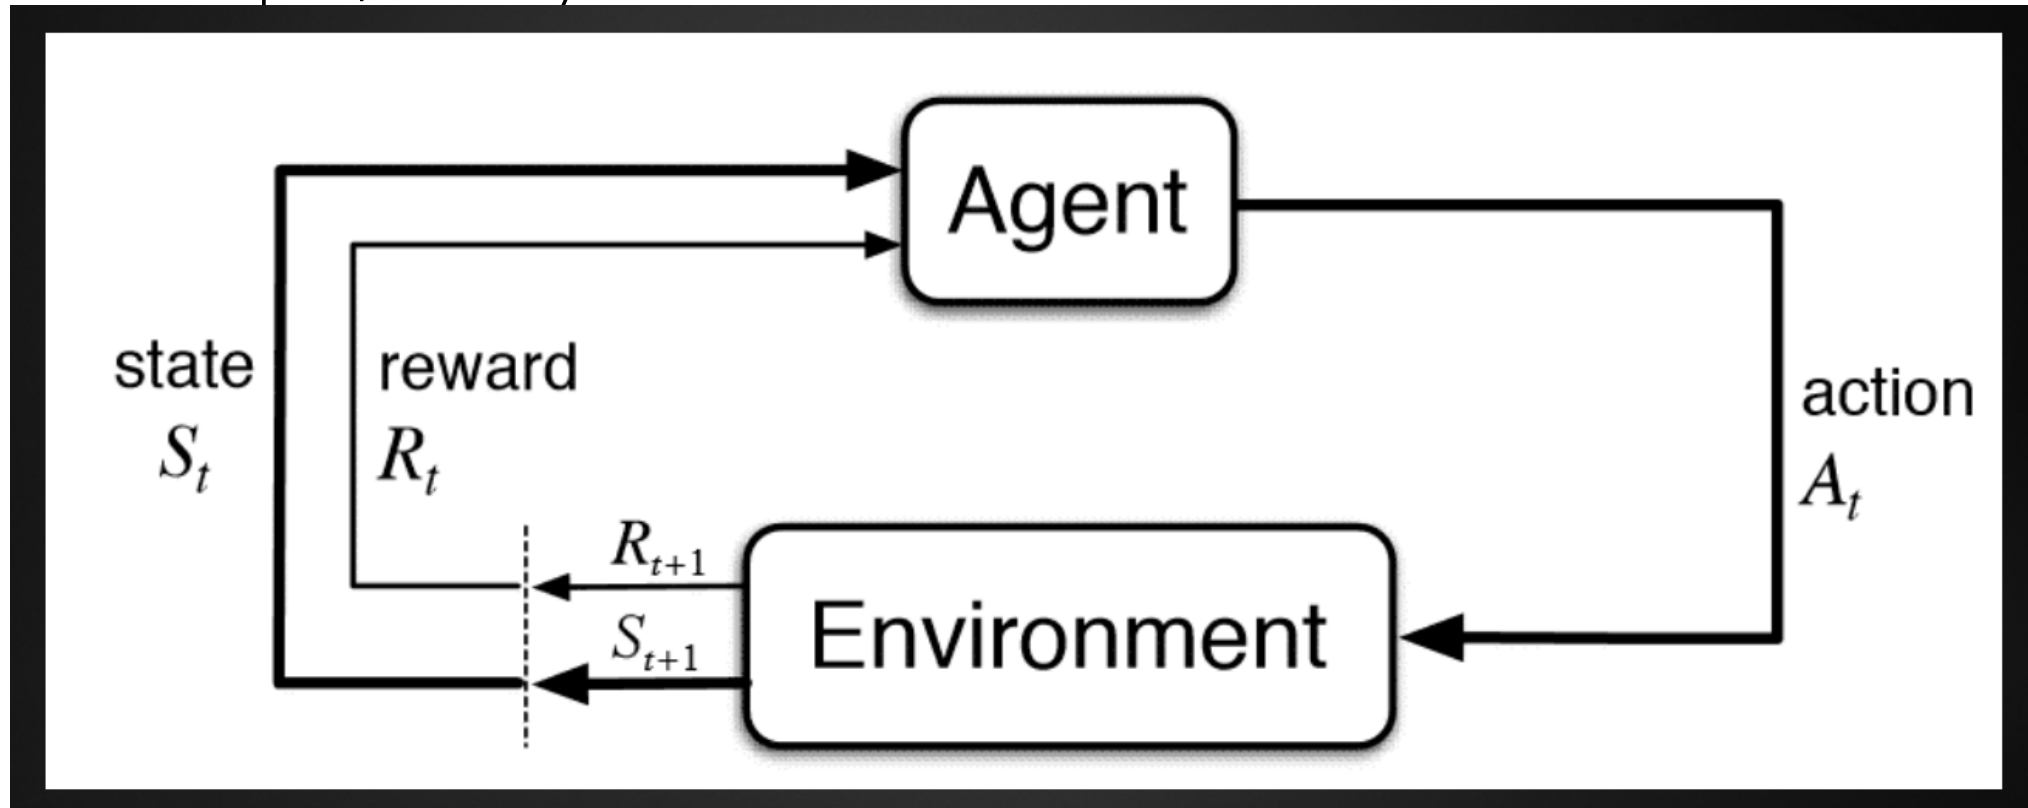 Agent
state
S_t
reward
R_t
action
A_t
R_{t+1}
S_{t+1}
Environment